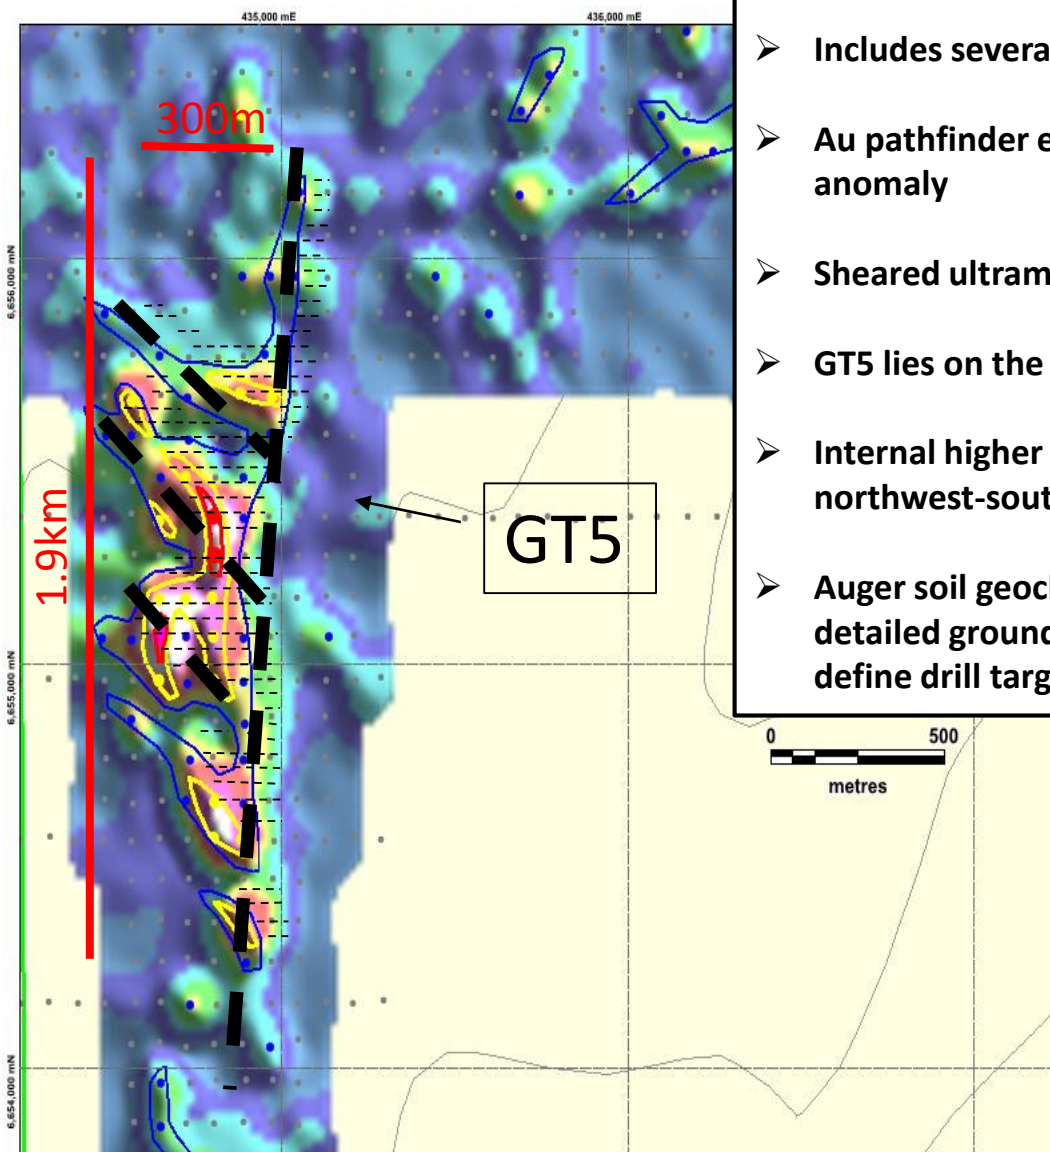 435,000 mE
436,000 mE
300m
6,656,000 mN
1.9km
GT5
6,655,000 mN
6,654,000 mN
➢ Includes severa
➢ Au pathfinder e
anomaly
➢ Sheared ultram
➢ GT5 lies on the
➢ Internal higher
northwest-sout
➢ Auger soil geoc
detailed ground
define drill targ
0
500
metres